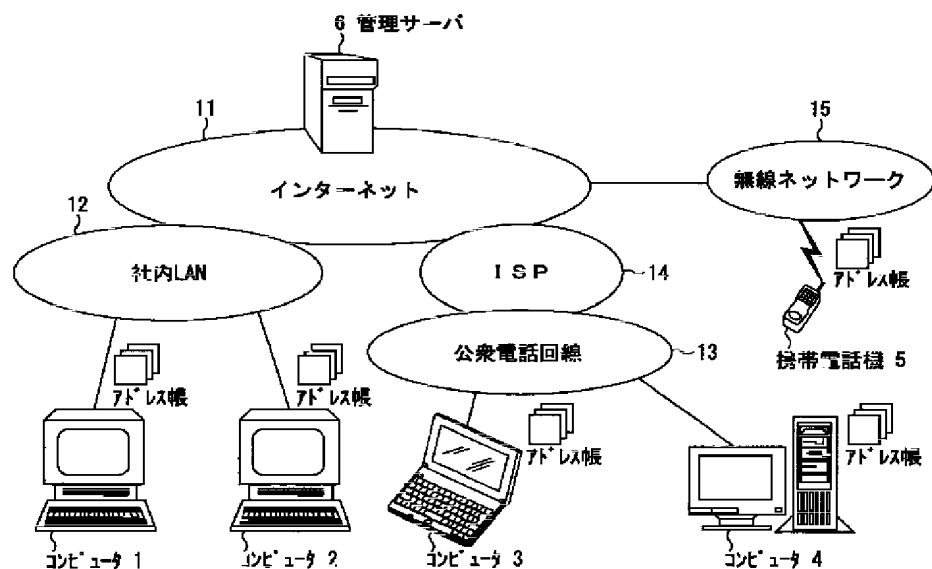 6 管理サーバ
11
15
インターネット
無線ネットワーク
12
社内LAN
ISP
14
アドレス帳
公衆電話回線
13
携帯電話機 5
アドレス帳
アドレス帳
アドレス帳
アドレス帳
コンピュータ 1
コンピュータ 2
コンピュータ 3
コンピュータ 4